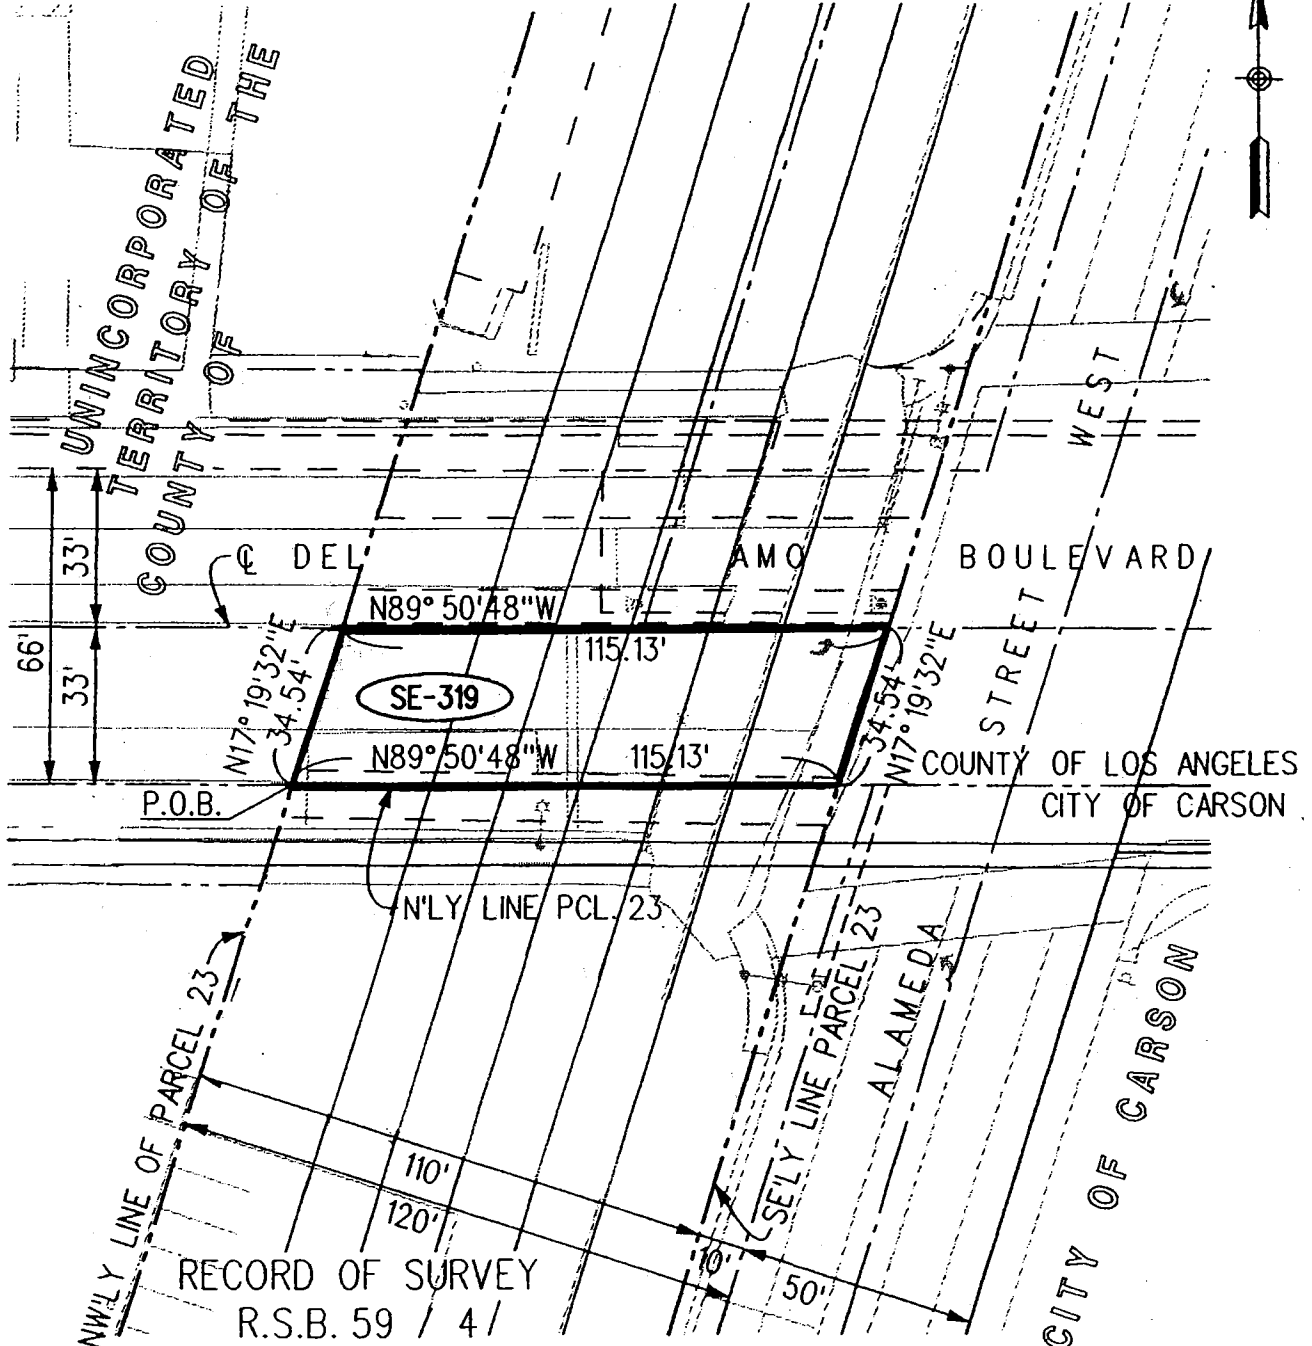 UNINCORPORATED
TERRITORY OF THE
COUNTY OF
WEST
℄ DEL AMO BOULEVARD
33'
66'
33'
N89° 50'48"W
115.13'
N17° 19'32"E
34.54'
SE-319
34.54'
N17° 19'32"E
STREET
N89° 50'48"W 115.13'
P.O.B.
COUNTY OF LOS ANGELES
CITY OF CARSON
N'LY LINE PCL. 23
NW'LY LINE OF PARCEL 23
SE'LY LINE PARCEL 23
ALAMEDA
CITY OF CARSON
110'
120'
10'
50'
RECORD OF SURVEY
R.S.B. 59 / 4